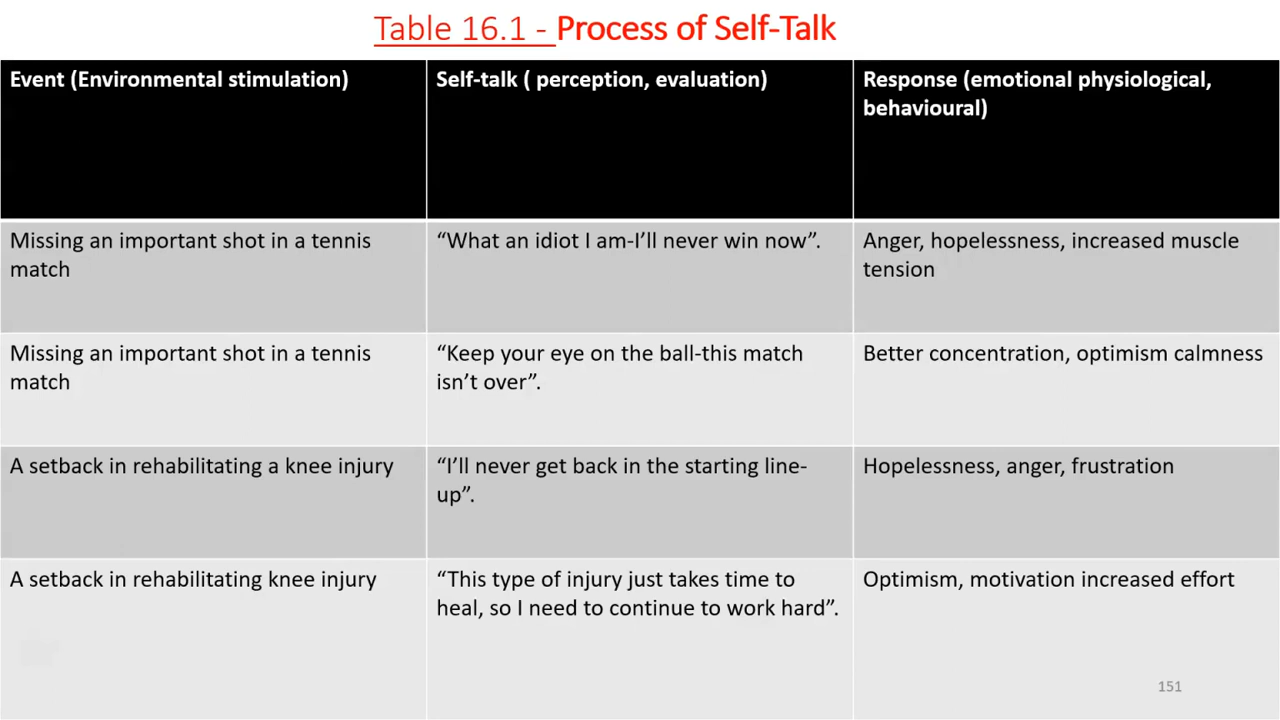 Table 16.1 - Process of Self-Talk
Event (Environmental stimulation)
Self-talk ( perception, evaluation)
Response (emotional physiological,
behavioural)
Missing an important shot in a tennis
match
“What an idiot I am-I’ll never win now”.
Anger, hopelessness, increased muscle
tension
Missing an important shot in a tennis
match
“Keep your eye on the ball-this match
isn’t over”.
Better concentration, optimism calmness
A setback in rehabilitating a knee injury
“I’ll never get back in the starting line-
up”.
Hopelessness, anger, frustration
A setback in rehabilitating knee injury
“This type of injury just takes time to
heal, so I need to continue to work hard”.
Optimism, motivation increased effort
151